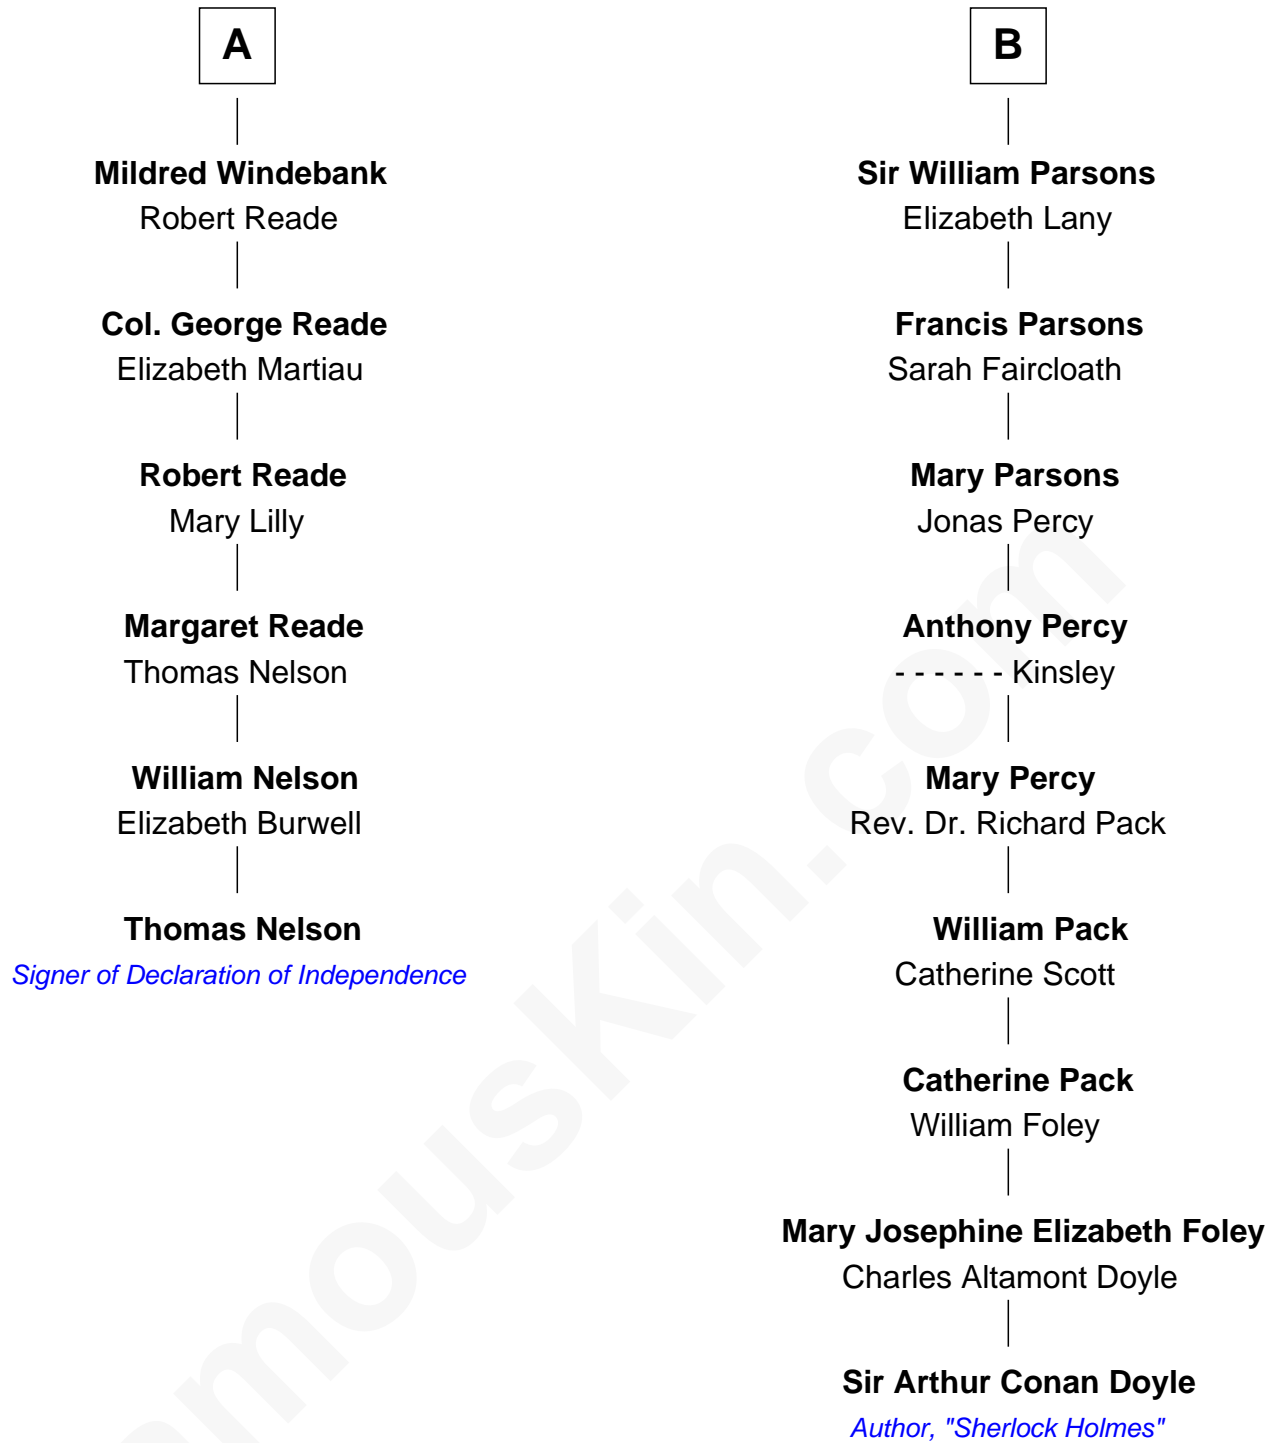 A
Mildred Windebank
Robert Reade
Col. George Reade
Elizabeth Martiau
Robert Reade
Mary Lilly
Margaret Reade
Thomas Nelson
William Nelson
Elizabeth Burwell
Thomas Nelson
Signer of Declaration of Independence
B
Sir William Parsons
Elizabeth Lany
Francis Parsons
Sarah Faircloath
Mary Parsons
Jonas Percy
Anthony Percy
- - - - - - Kinsley
Mary Percy
Rev. Dr. Richard Pack
William Pack
Catherine Scott
Catherine Pack
William Foley
Mary Josephine Elizabeth Foley
Charles Altamont Doyle
Sir Arthur Conan Doyle
Author, "Sherlock Holmes"
amouskin.com